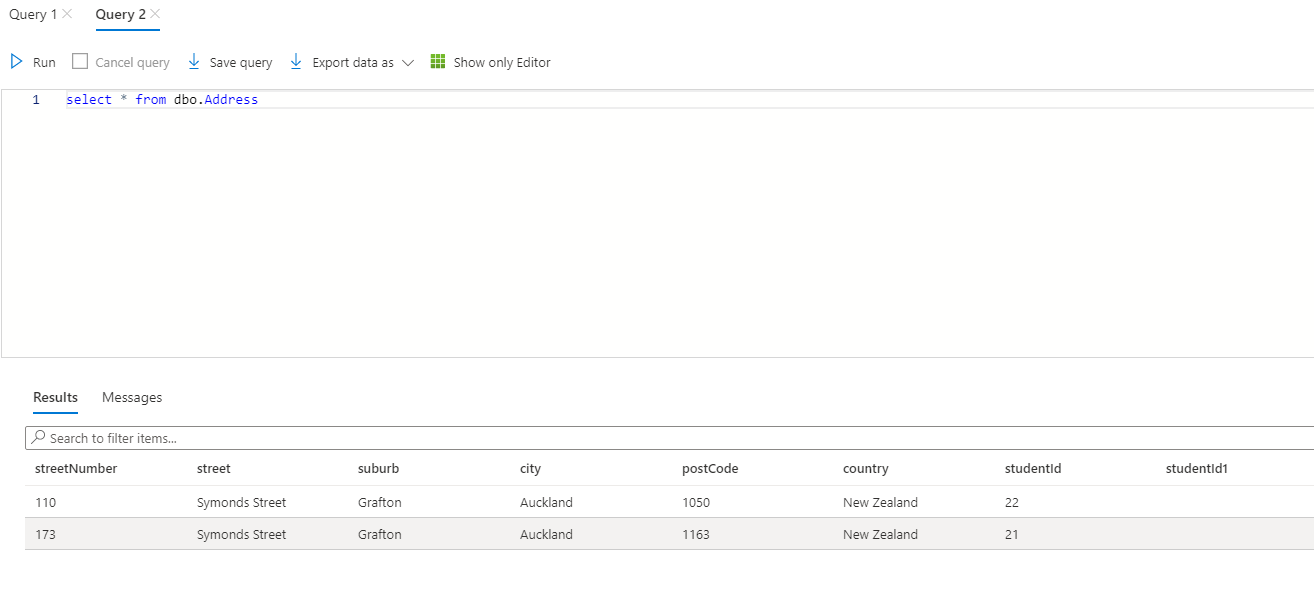 Query 1 Query 2
Run Cancel query Save query Export data as Show only Editor
1 select * from dbo.Address
Results Messages
Search to filter items...
streetNumber street suburb city postCode country studentId studentId1
110 Symonds Street Grafton Auckland 1050 New Zealand 22
173 Symonds Street Grafton Auckland 1163 New Zealand 21